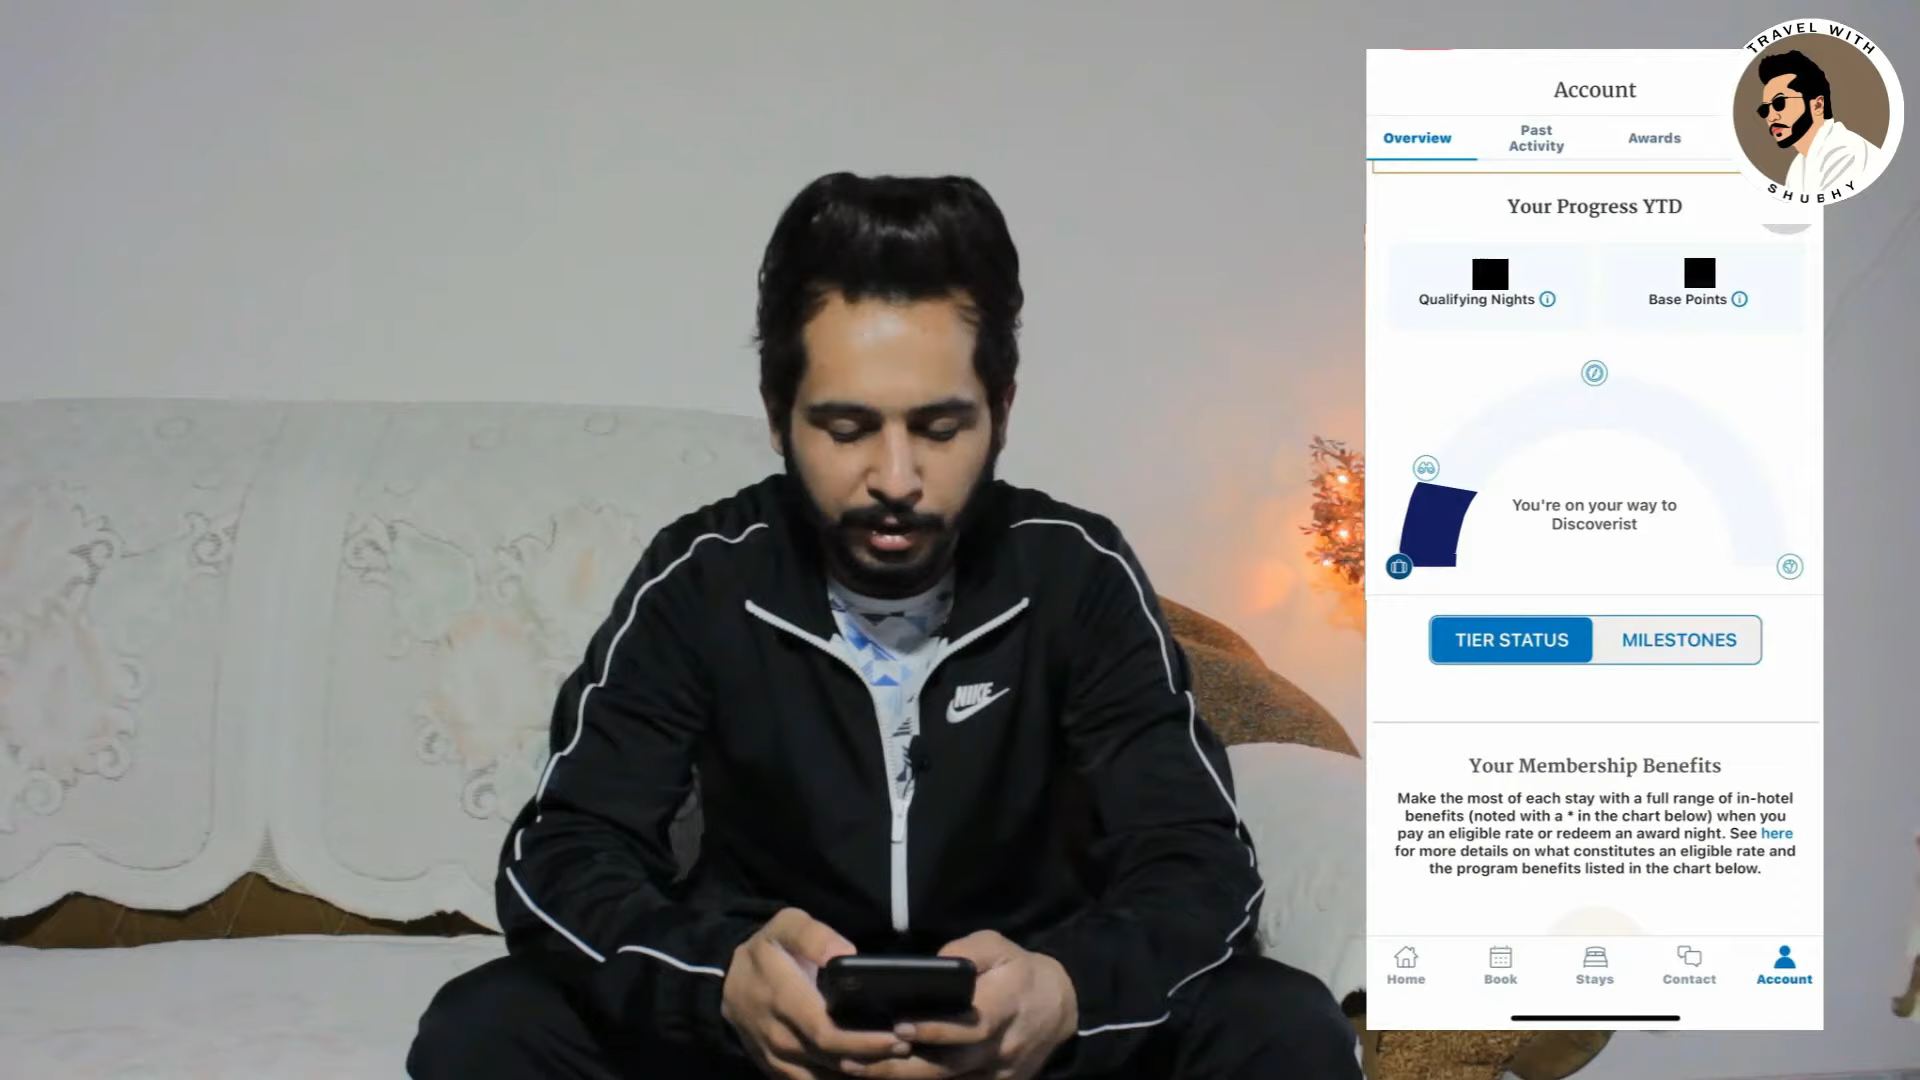 TRAVEL WITH
SHUBHY
Account
Overview
Past
Activity
Awards
Your Progress YTD
Qualifying Nights
Base Points
You're on your way to
Discoverist
TIER STATUS
MILESTONES
NIKE
Your Membership Benefits
Make the most of each stay with a full range of in-hotel
benefits (noted with a * in the chart below) when you
pay an eligible rate or redeem an award night. See here
for more details on what constitutes an eligible rate and
the program benefits listed in the chart below.
Home
Book
Stays
Contact
Account